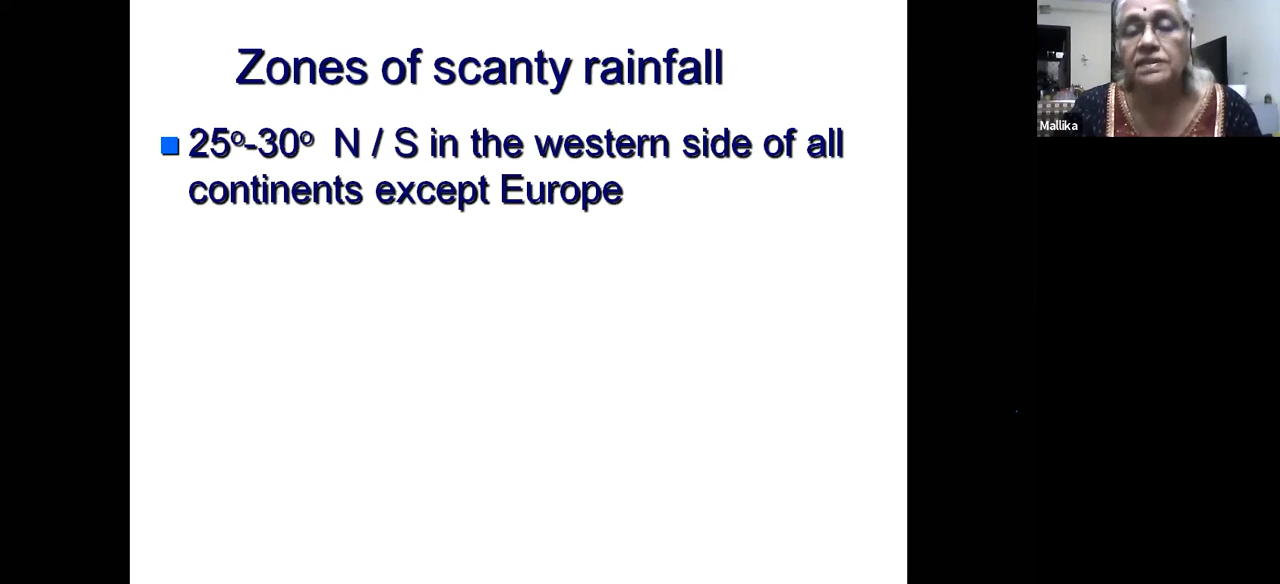 Zones of scanty rainfall
25º-30º N / S in the western side of all
continents except Europe
Mallika